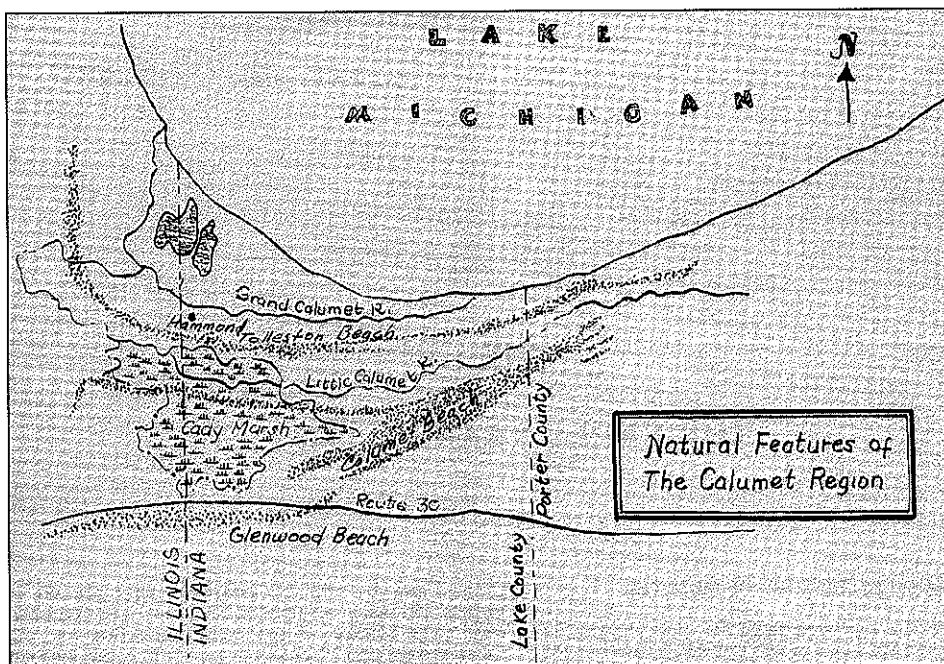 LAKE
MICHIGAN
N
Grand Calumet R.
Hammond
Tolleston Beach
Little Calumet R.
Cady Marsh
Calumet Beach
Porter County
Natural Features of
The Calumet Region
Route 30
Glenwood Beach
ILLINOIS
INDIANA
Lake County